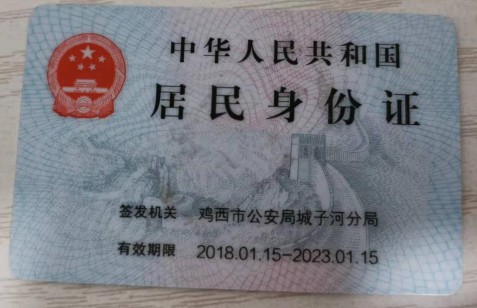 中华人民共和国
居民身份证
签发机关 鸡西市公安局城子河分局
有效期限 2018.01.15-2023.01.15